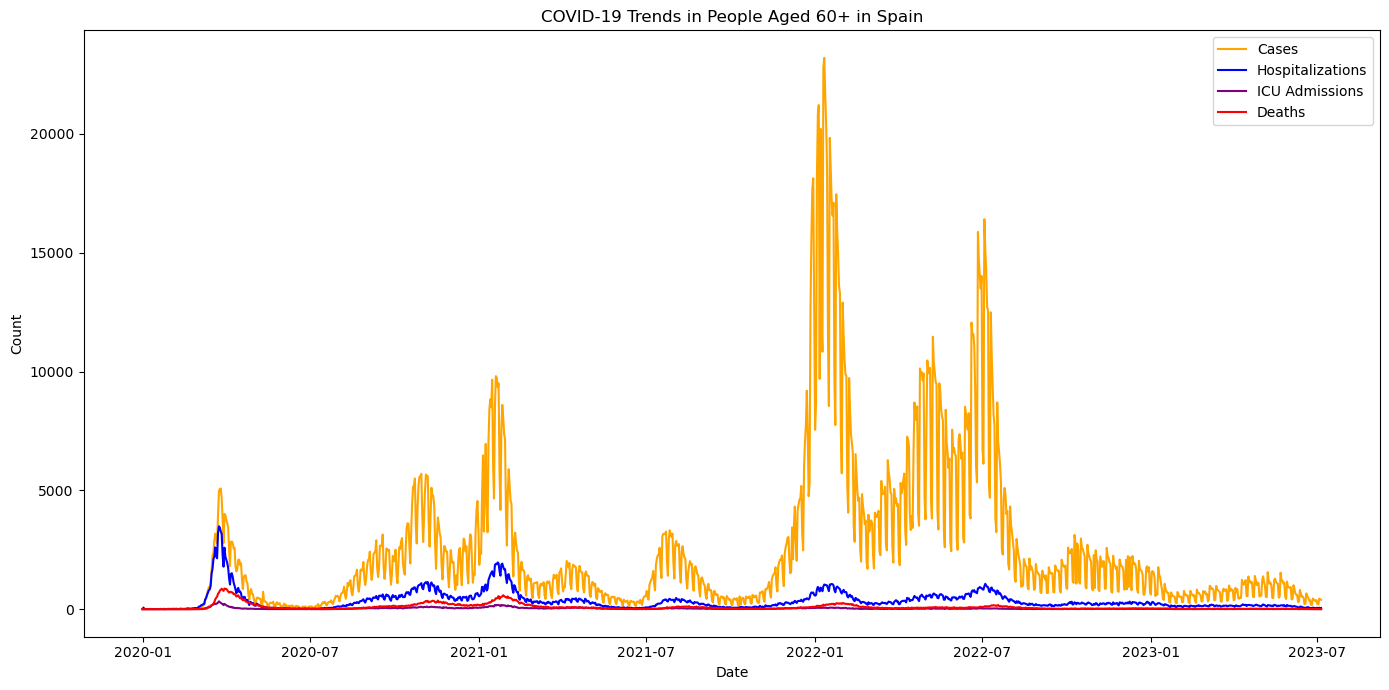 COVID-19 Trends in People Aged 60+ in Spain
Cases
Hospitalizations
ICU Admissions
Deaths
Count
20000
15000
10000
5000
0
2020-01
2020-07
2021-01
2021-07
2022-01
2022-07
2023-01
2023-07
Date